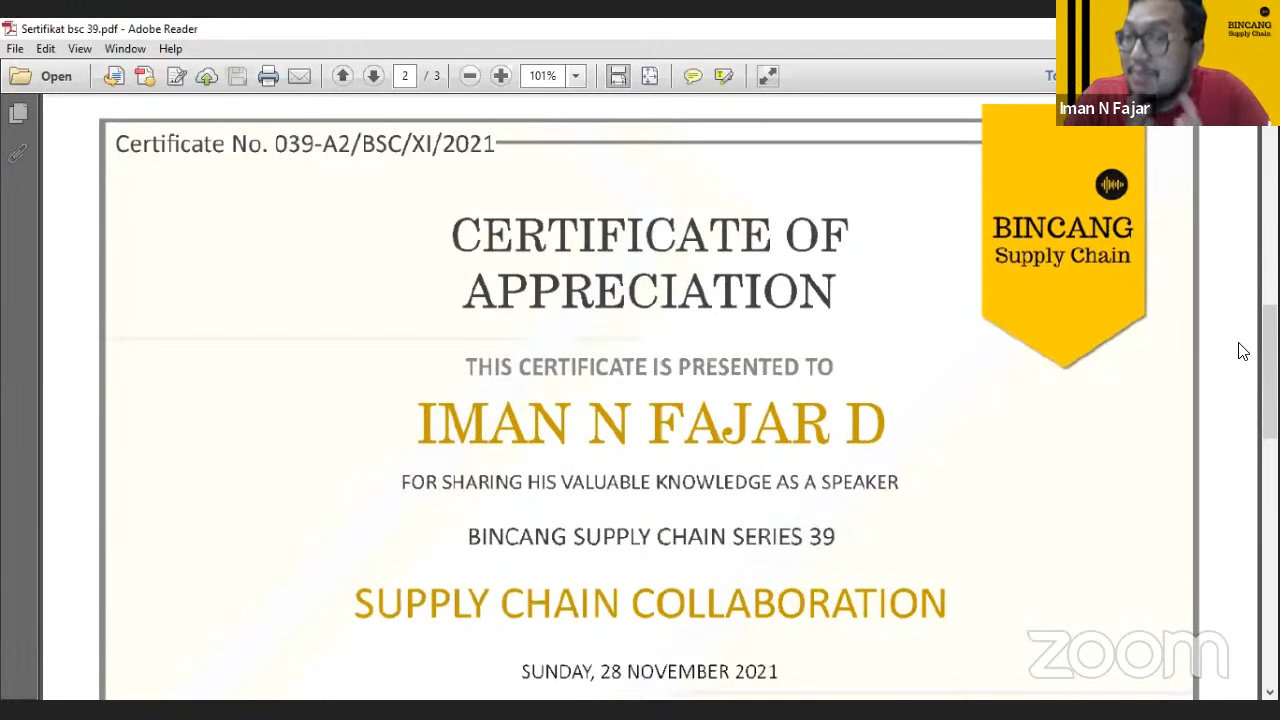 Sertifikat bsc 39.pdf - Adobe Reader
File Edit View Window Help
Open 2 / 3 101%
BINCANG
Supply Chain
Iman N Fajar
Certificate No. 039-A2/BSC/XI/2021
BINCANG
Supply Chain
CERTIFICATE OF
APPRECIATION
THIS CERTIFICATE IS PRESENTED TO
IMAN N FAJAR D
FOR SHARING HIS VALUABLE KNOWLEDGE AS A SPEAKER
BINCANG SUPPLY CHAIN SERIES 39
SUPPLY CHAIN COLLABORATION
SUNDAY, 28 NOVEMBER 2021
zoom